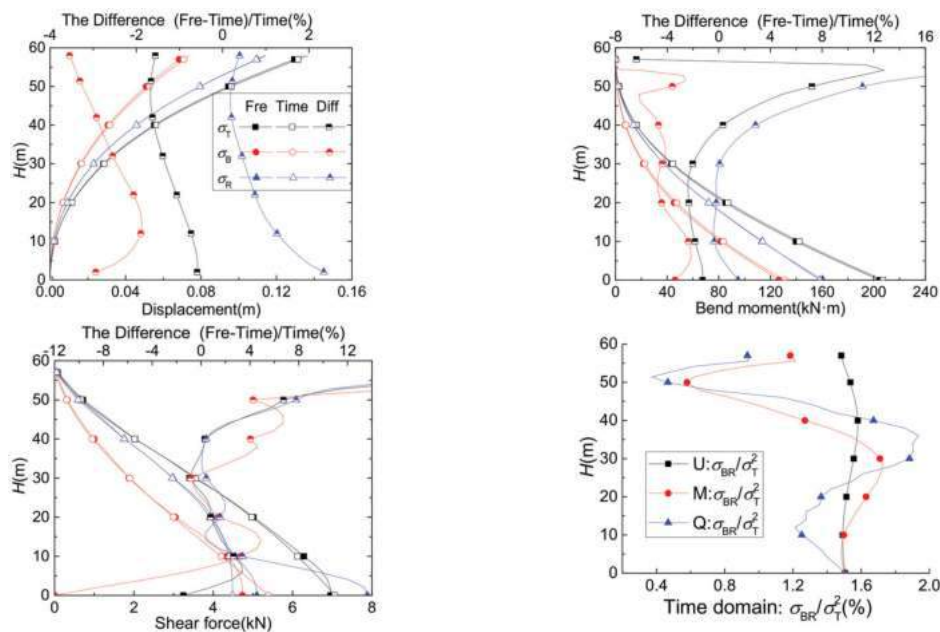 The Difference (Fre-Time)/Time(%)
-4 -3 -2 -1 0 1 2
60
50
40
30
20
10
0
H(m)
Fre Time Diff
σT
σB
σR
0.00 0.04 0.08 0.12 0.16
Displacement(m)
The Difference (Fre-Time)/Time(%)
-8 -4 0 4 8 12 16
60
50
40
30
20
10
0
H(m)
0 40 80 120 160 200 240
Bend moment(kN·m)
The Difference (Fre-Time)/Time(%)
-12 -8 -4 0 4 8 12
60
50
40
30
20
10
0
H(m)
0 2 4 6 8
Shear force(kN)
60
50
40
30
20
10
0
H(m)
U:σBR/σT²
M:σBR/σT²
Q:σBR/σT²
0.4 0.8 1.2 1.6 2.0
Time domain: σBR/σT²(%)